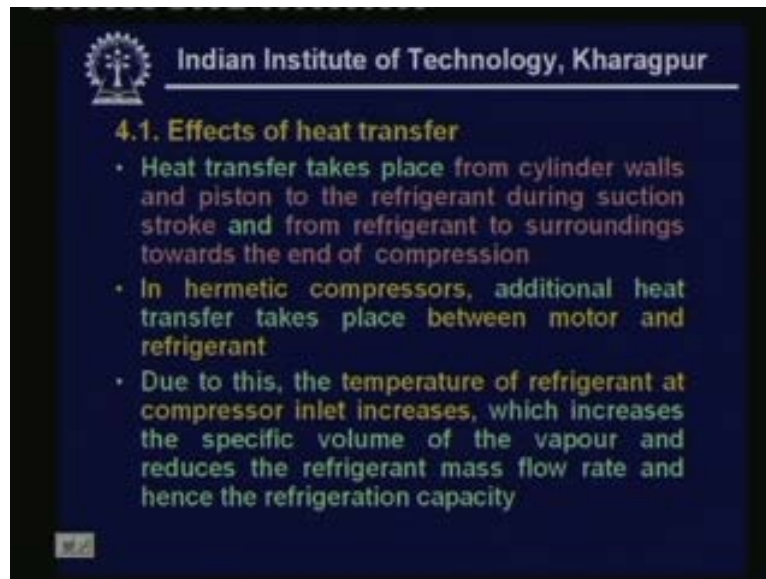 Indian Institute of Technology, Kharagpur
4.1. Effects of heat transfer
• Heat transfer takes place from cylinder walls
and piston to the refrigerant during suction
stroke and from refrigerant to surroundings
towards the end of compression
• In hermetic compressors, additional heat
transfer takes place between motor and
refrigerant
• Due to this, the temperature of refrigerant at
compressor inlet increases, which increases
the specific volume of the vapour and
reduces the refrigerant mass flow rate and
hence the refrigeration capacity